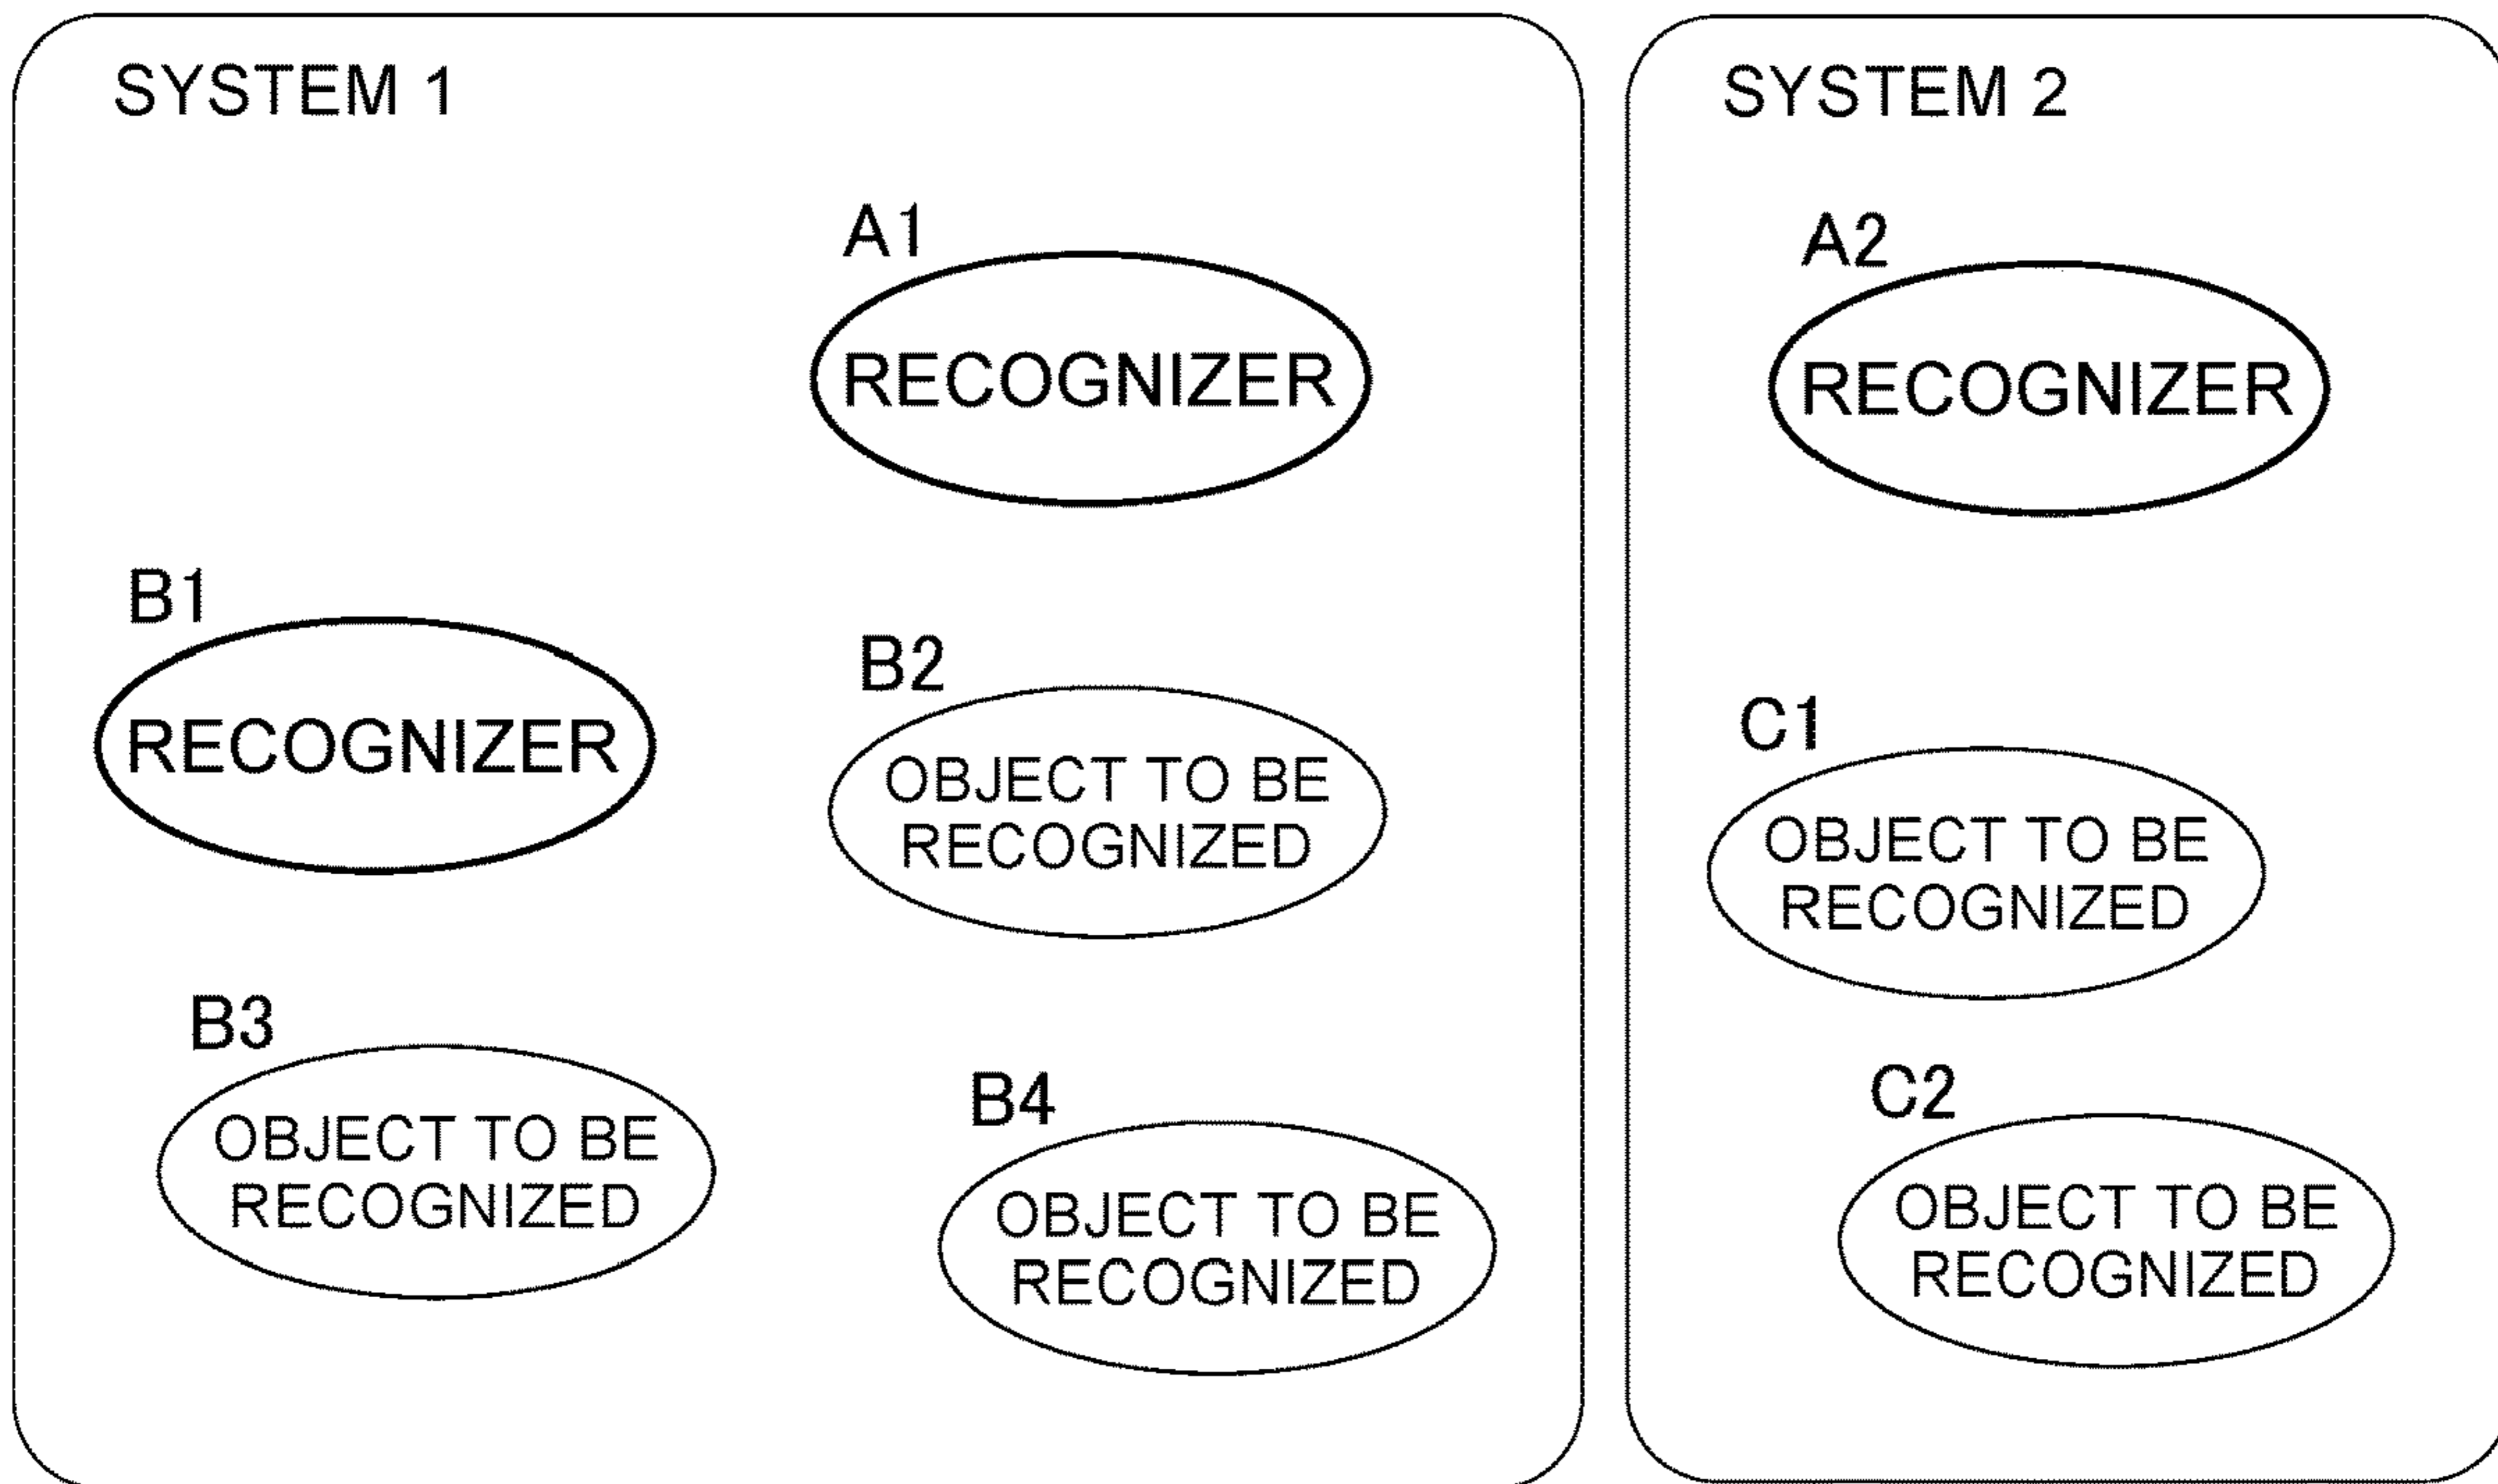 SYSTEM 1
A1
RECOGNIZER
B1
RECOGNIZER
B2
OBJECT TO BE
RECOGNIZED
B3
OBJECT TO BE
RECOGNIZED
B4
OBJECT TO BE
RECOGNIZED
SYSTEM 2
A2
RECOGNIZER
C1
OBJECT TO BE
RECOGNIZED
C2
OBJECT TO BE
RECOGNIZED